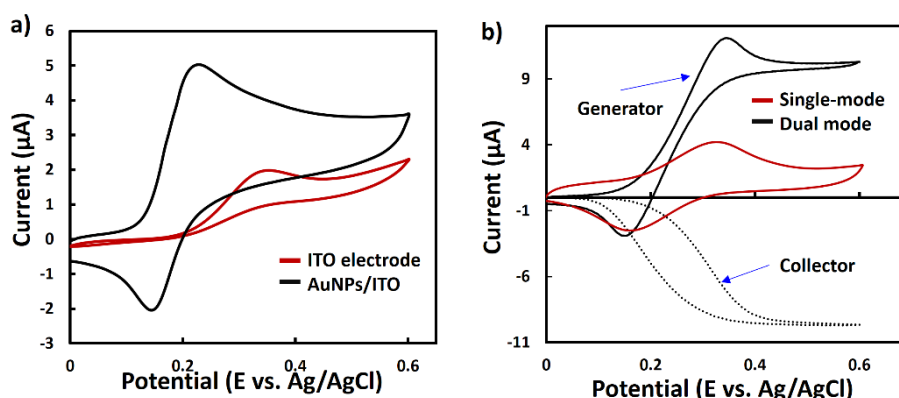 a)
6
5
4
3
2
1
0
-1
-2
-3
Current (µA)
0
0.2
0.4
0.6
Potential (E vs. Ag/AgCl)
ITO electrode
AuNPs/ITO
b)
9
4
-1
-6
-11
Current (µA)
0
0.2
0.4
0.6
Potential (E vs. Ag/AgCl)
Generator
Single-mode
Dual mode
Collector